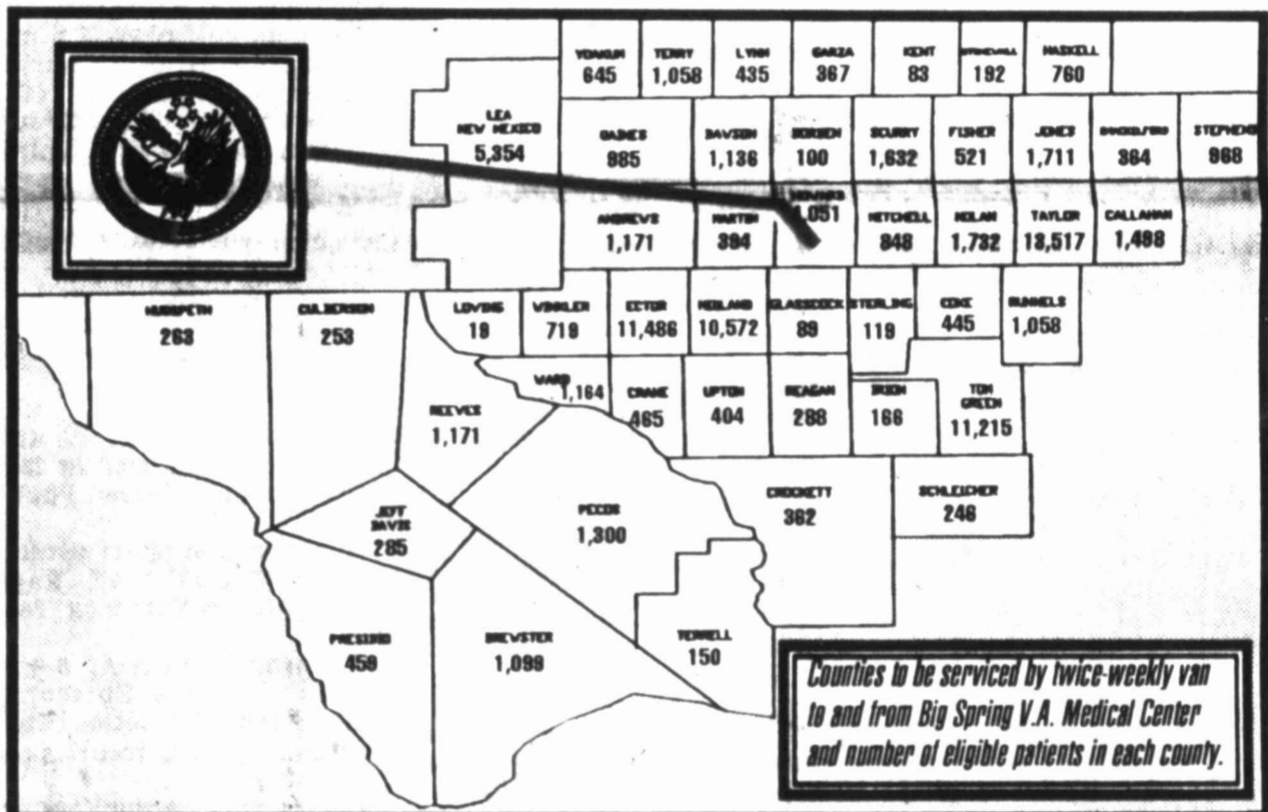 YOAKUM TERRY LYNN GARZA KENT STONEWALL HASKELL
645 1,058 435 367 83 192 760
LEA
NEW MEXICO
5,354
GAINES DAWSON BORDEN SCURRY FISHER JONES SHACKELFORD STEPHENS
985 1,136 100 1,632 521 1,711 364 968
ANDREWS MARTIN HOWARD MITCHELL NOLAN TAYLOR CALLAHAN
1,171 394 ,051 848 1,732 13,517 1,498
HUDSPETH CULBERSON LOVING WINKLER ECTOR MIDLAND GLASSCOCK STERLING COKE RUNNELS
263 253 19 719 11,486 10,572 89 119 445 1,058
WARD CRANE UPTON REAGAN IRION TOM
GREEN
1,164 465 404 288 166 11,215
REEVES
1,171
JEFF
DAVIS
285
PECOS
1,300
CROCKETT
362
SCHLEICHER
246
PRESIDIO
459
BREWSTER
1,099
TERRELL
150
Counties to be serviced by twice-weekly van
to and from Big Spring V.A. Medical Center
and number of eligible patients in each county.